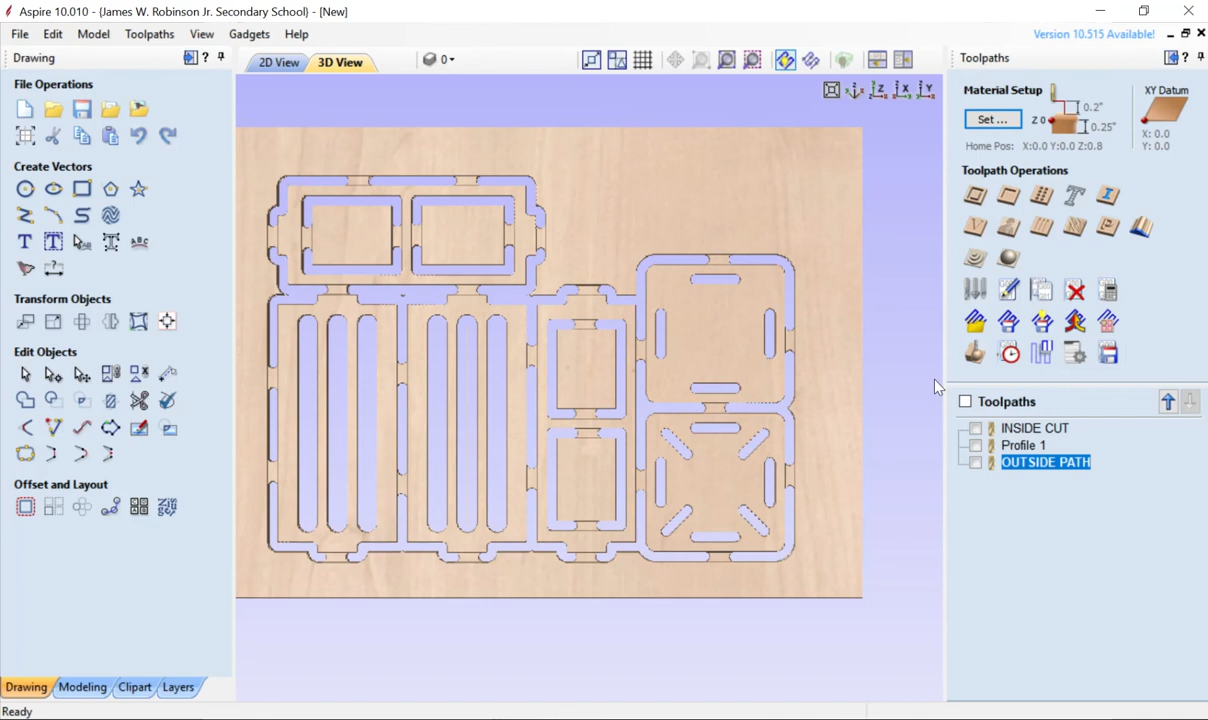 Aspire 10.010 - {James W. Robinson Jr. Secondary School} - [New]
File Edit Model Toolpaths View Gadgets Help
Version 10.515 Available!
Drawing
2D View 3D View
0
Toolpaths
File Operations
Create Vectors
Transform Objects
Edit Objects
Offset and Layout
Z X Y
Material Setup
Set ...
Z 0
0.2"
0.25"
XY Datum
X: 0.0
Y: 0.0
Home Pos: X:0.0 Y:0.0 Z:0.8
Toolpath Operations
Toolpaths
INSIDE CUT
Profile 1
OUTSIDE PATH
Drawing Modeling Clipart Layers
Ready